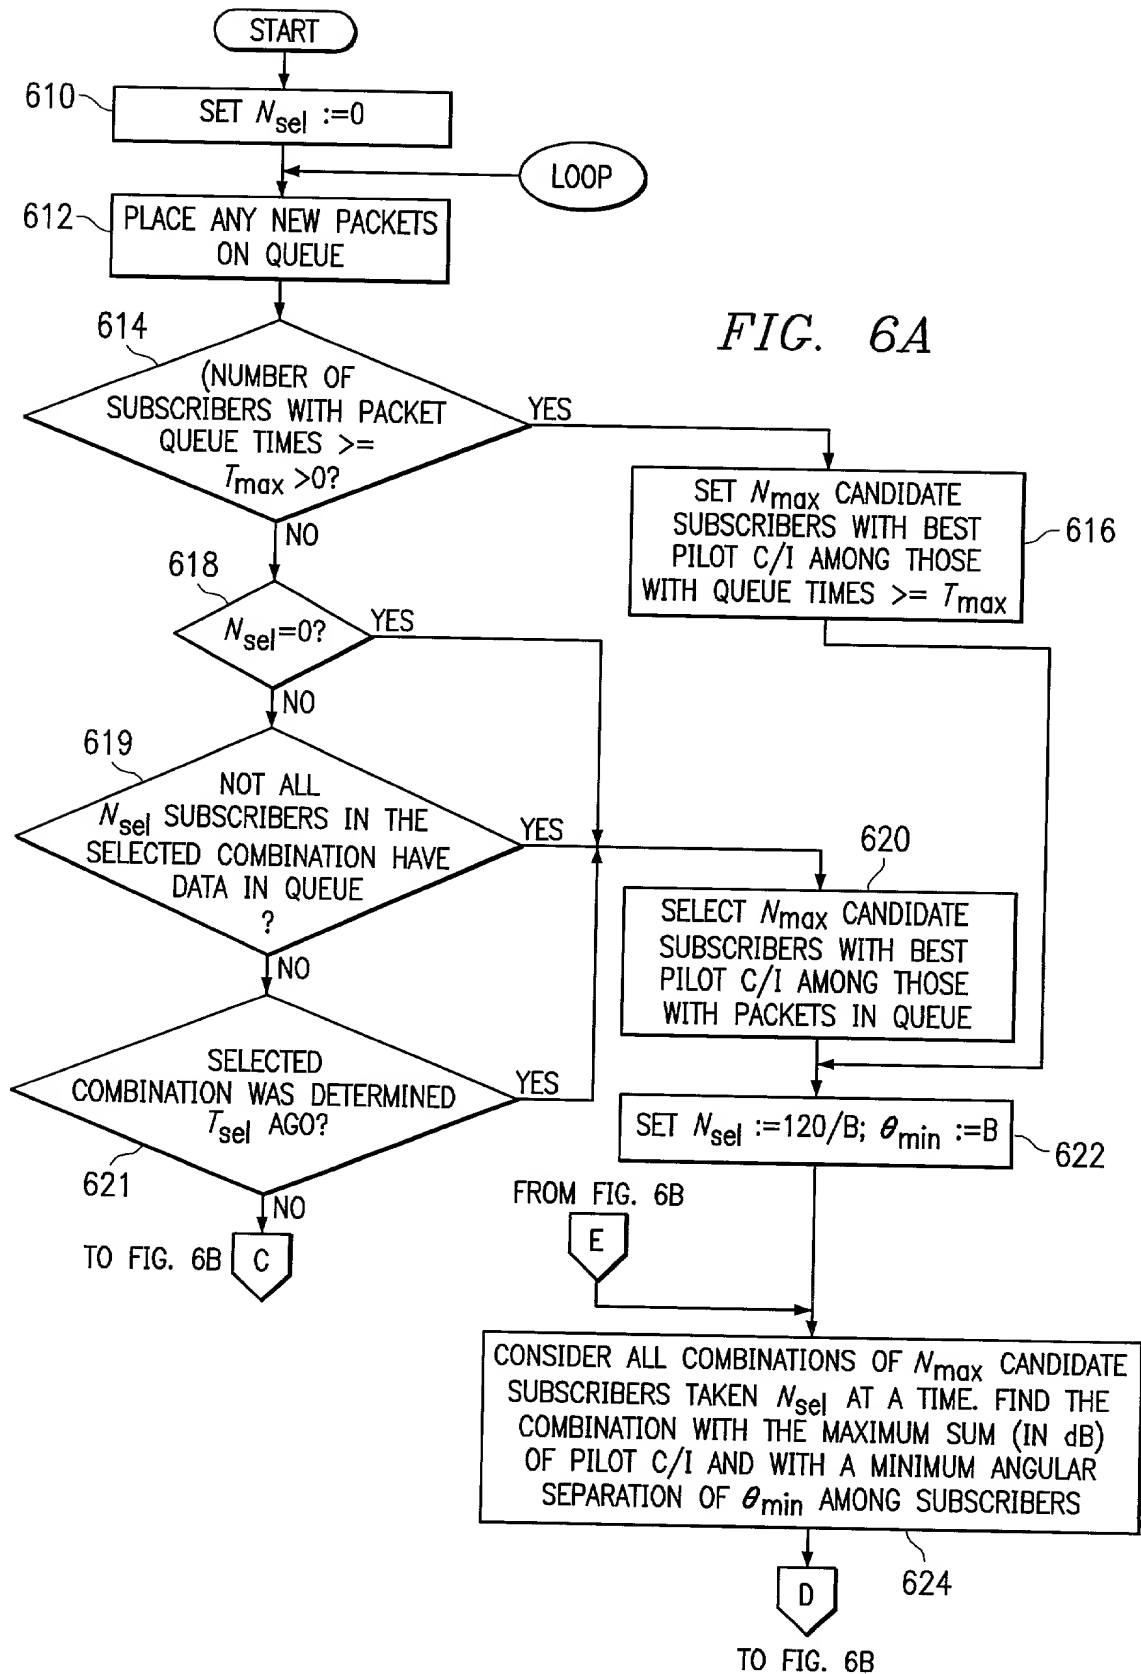 START
610
SET Nsel :=0
LOOP
612
PLACE ANY NEW PACKETS
ON QUEUE
FIG. 6A
614
(NUMBER OF
SUBSCRIBERS WITH PACKET
QUEUE TIMES >=
Tmax >0?
YES
NO
SET Nmax CANDIDATE
SUBSCRIBERS WITH BEST
PILOT C/I AMONG THOSE
WITH QUEUE TIMES >= Tmax
616
618
Nsel=0?
YES
NO
619
NOT ALL
Nsel SUBSCRIBERS IN THE
SELECTED COMBINATION HAVE
DATA IN QUEUE
?
YES
NO
620
SELECT Nmax CANDIDATE
SUBSCRIBERS WITH BEST
PILOT C/I AMONG THOSE
WITH PACKETS IN QUEUE
SELECTED
COMBINATION WAS DETERMINED
Tsel AGO?
YES
621
NO
SET Nsel :=120/B; θmin :=B
622
FROM FIG. 6B
E
TO FIG. 6B
C
CONSIDER ALL COMBINATIONS OF Nmax CANDIDATE
SUBSCRIBERS TAKEN Nsel AT A TIME. FIND THE
COMBINATION WITH THE MAXIMUM SUM (IN dB)
OF PILOT C/I AND WITH A MINIMUM ANGULAR
SEPARATION OF θmin AMONG SUBSCRIBERS
624
D
TO FIG. 6B